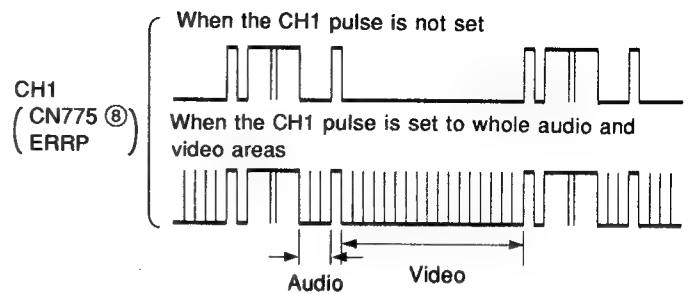 When the CH1 pulse is not set
CH1
( CN775 ⑧ )
ERRP
When the CH1 pulse is set to whole audio and
video areas
Audio
Video